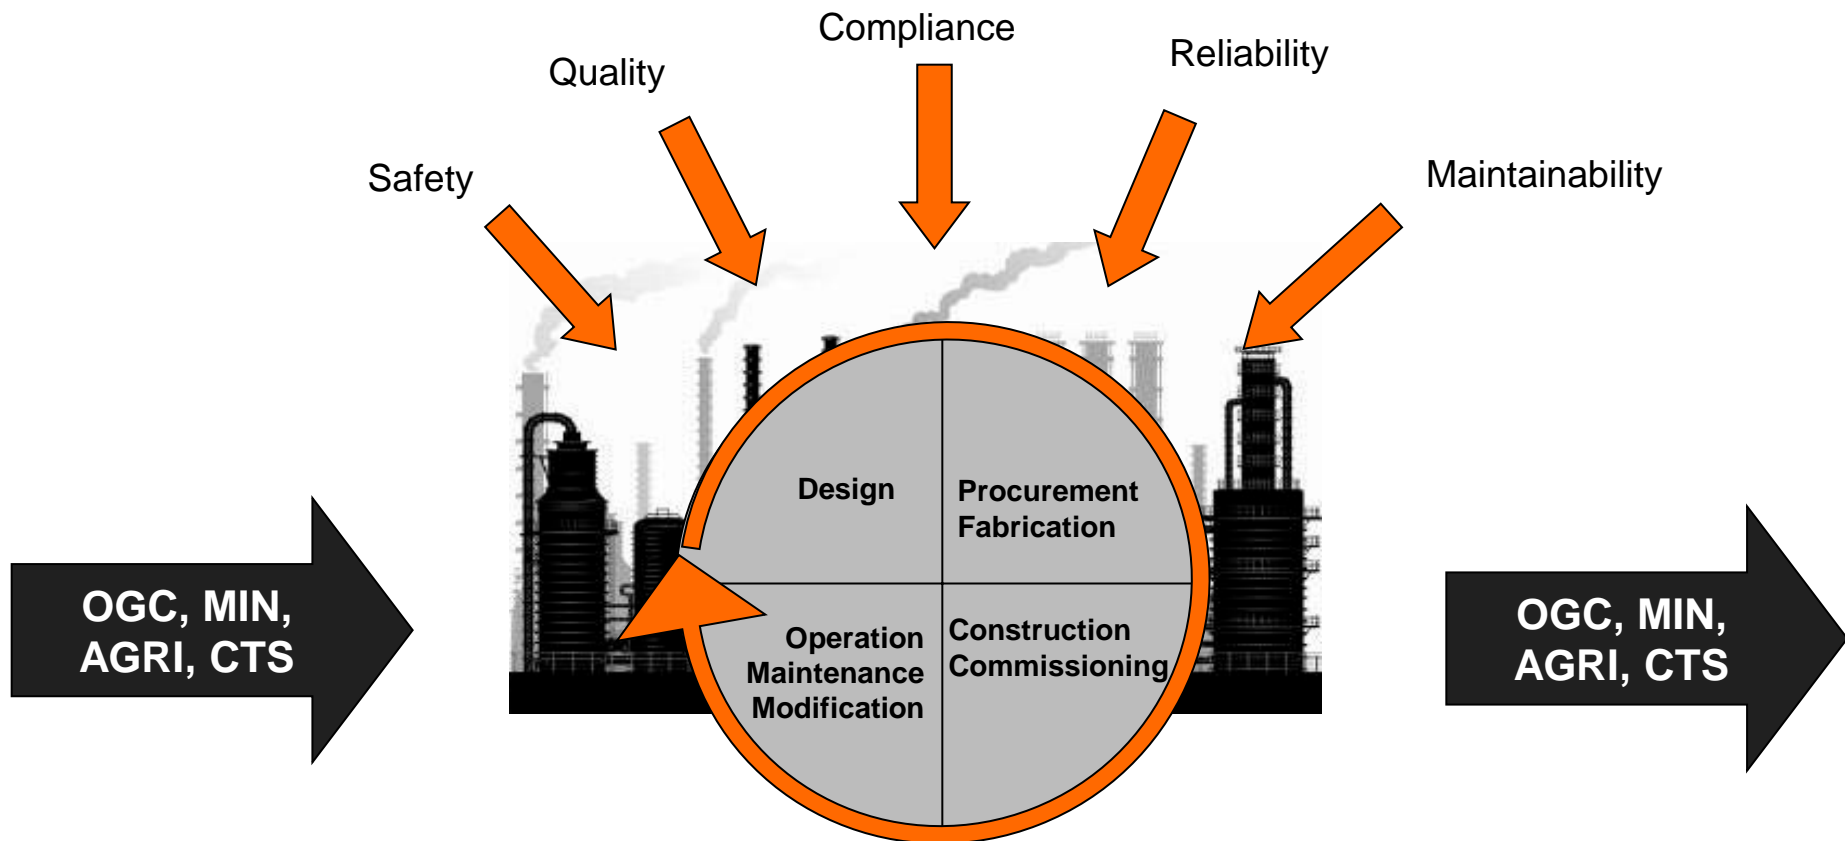 Compliance
Quality
Reliability
Safety
Maintainability
Design
Procurement
Fabrication
OGC, MIN,
AGRI, CTS
Operation
Maintenance
Modification
Construction
Commissioning
OGC, MIN,
AGRI, CTS